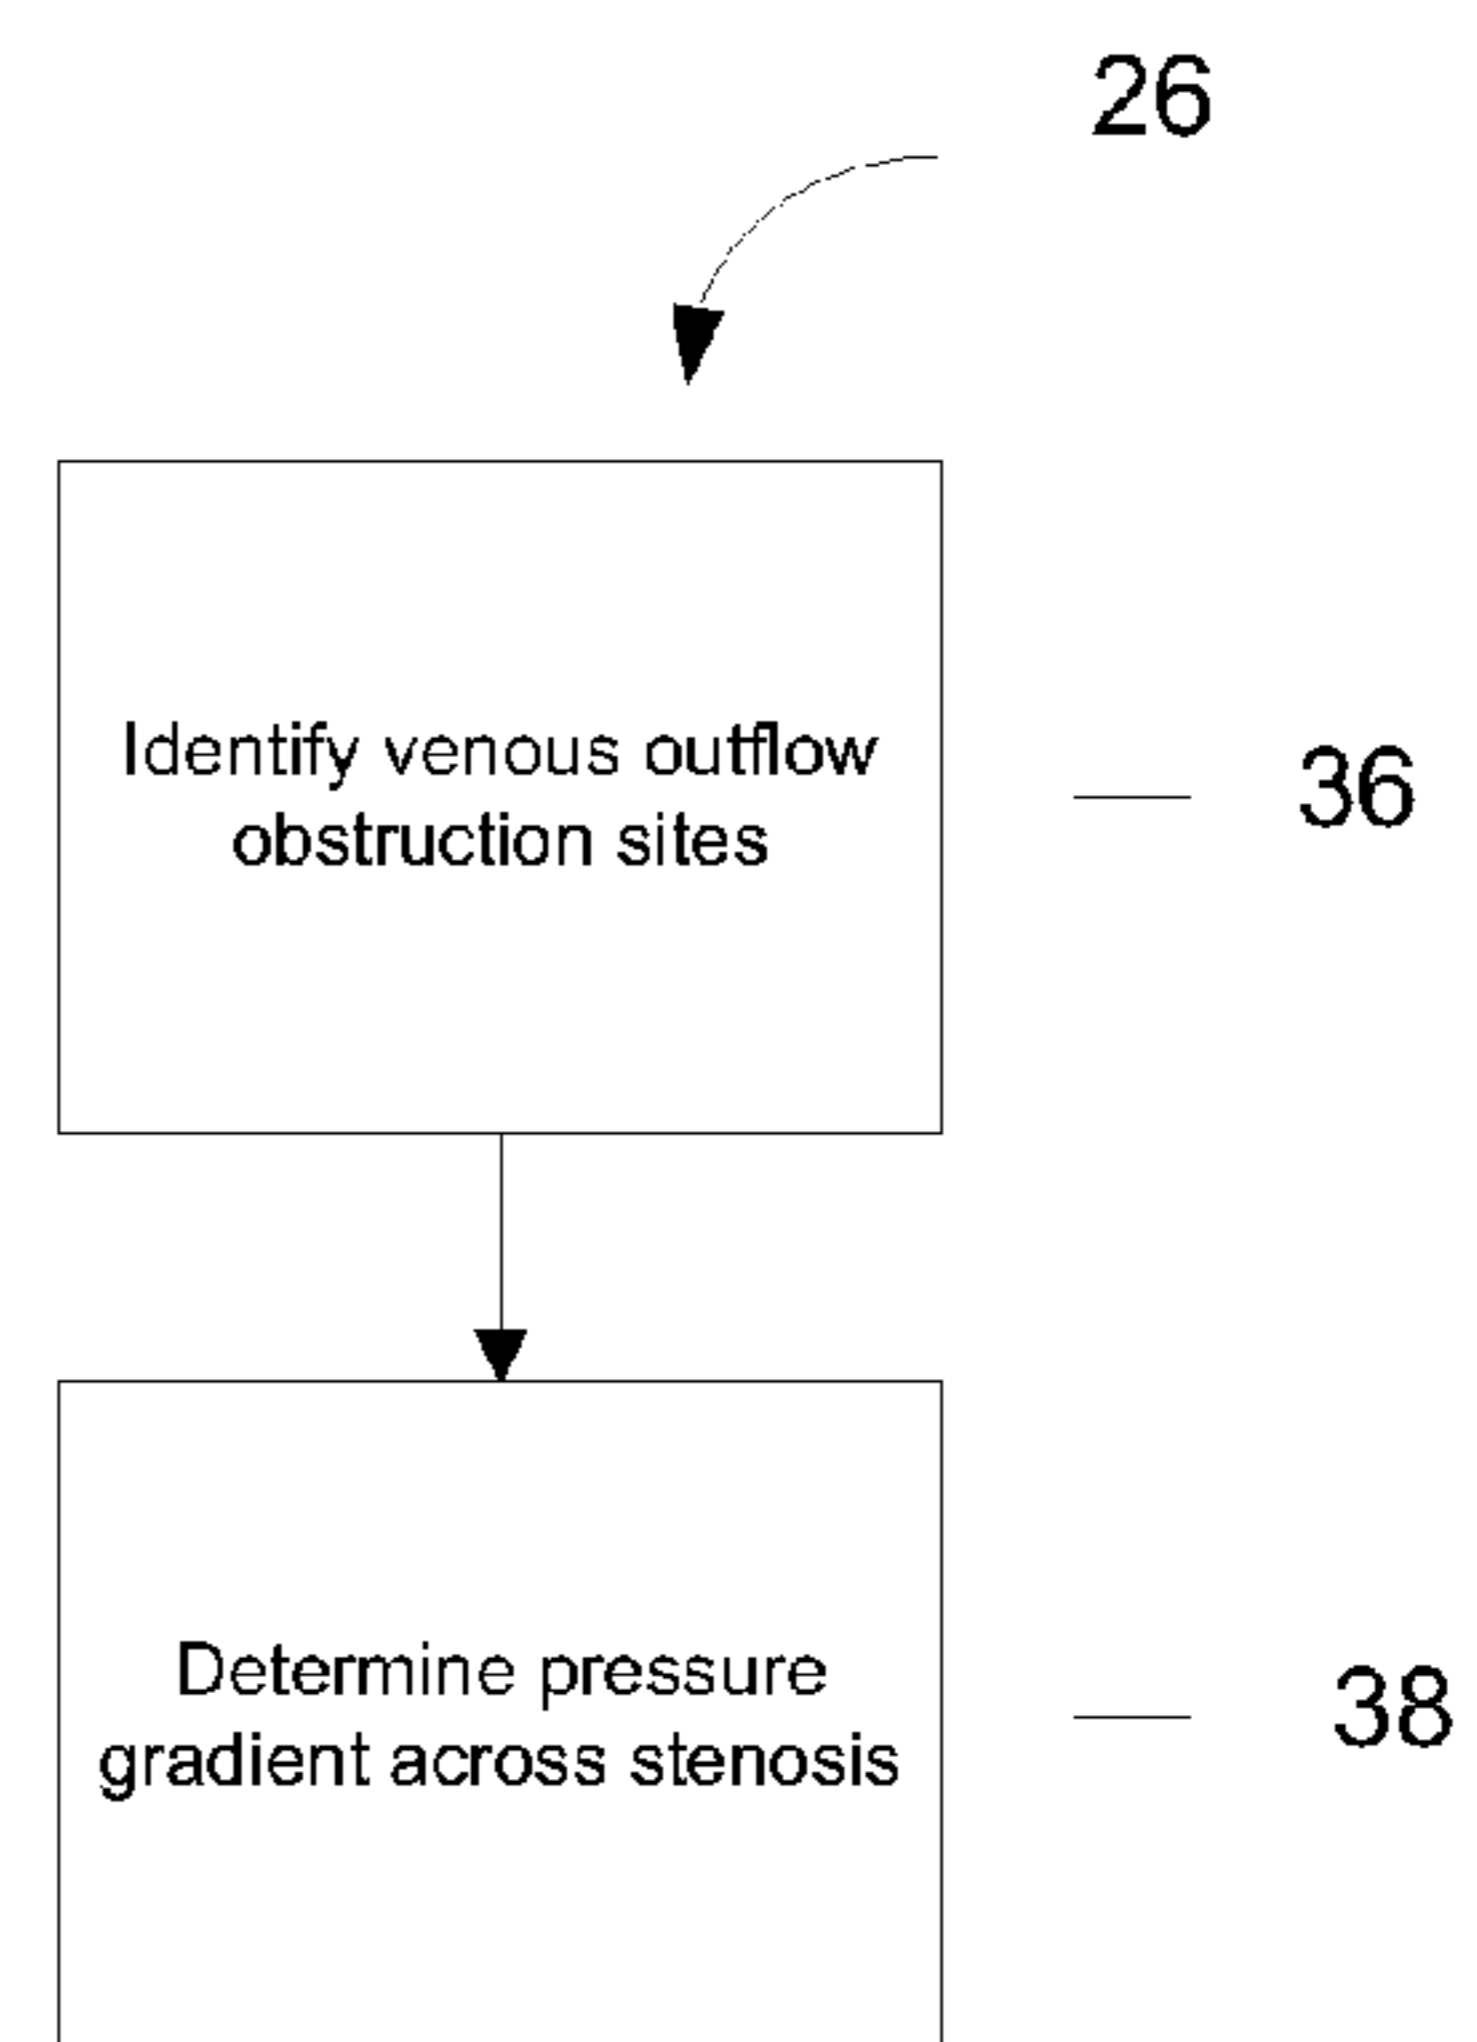 26
Identify venous outflow
obstruction sites
36
Determine pressure
gradient across stenosis
38